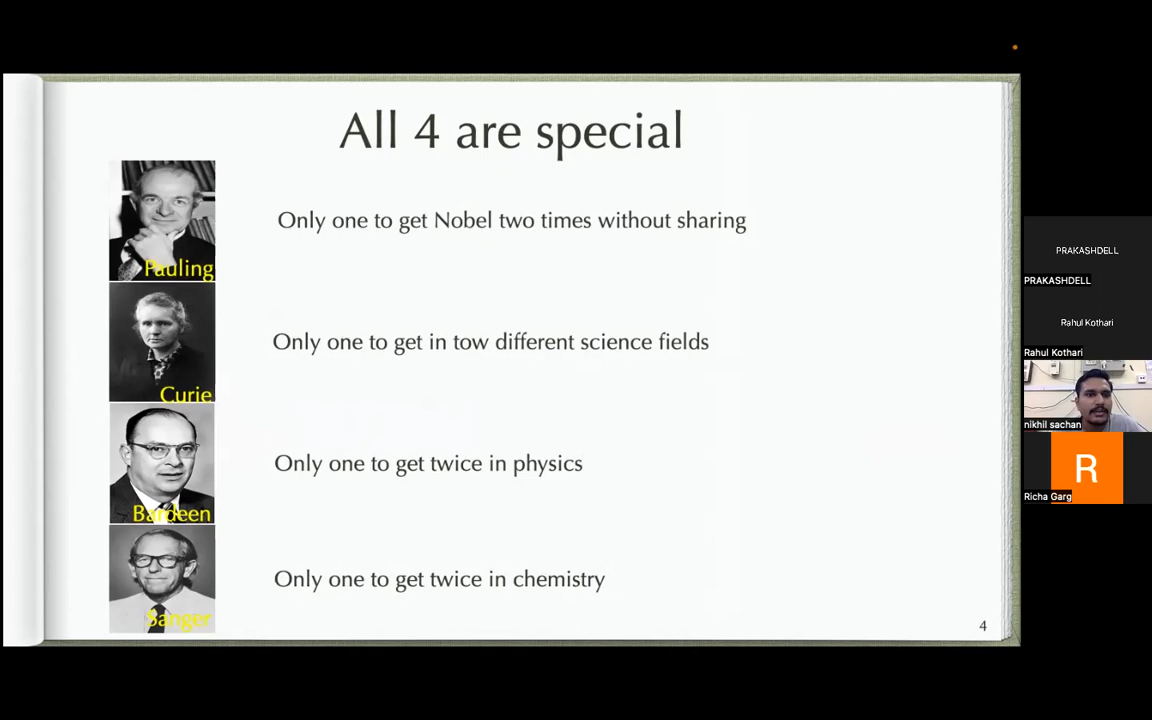 All 4 are special
Pauling
Only one to get Nobel two times without sharing
Curie
Only one to get in tow different science fields
Bardeen
Only one to get twice in physics
Sanger
Only one to get twice in chemistry
4
PRAKASHDELL
PRAKASHDELL
Rahul Kothari
Rahul Kothari
nikhil sachan
R
Richa Garg